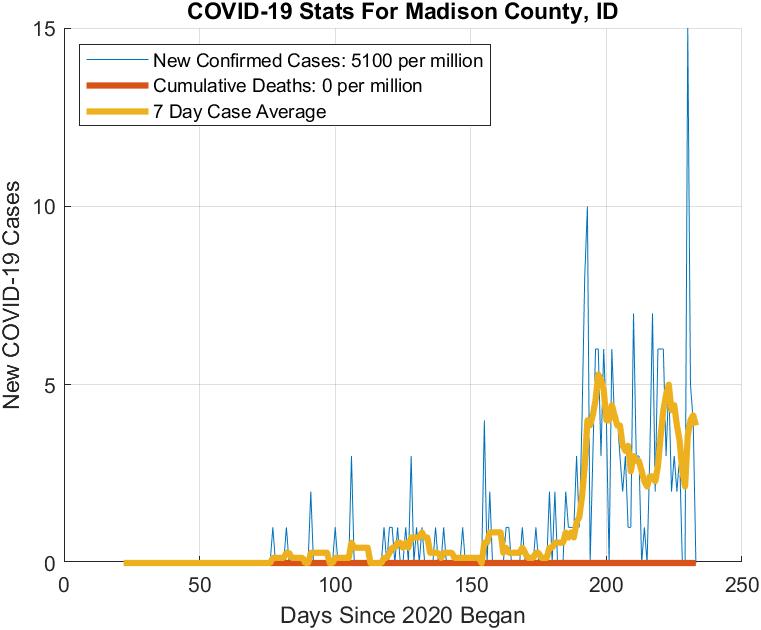 COVID-19 Stats For Madison County, ID
New Confirmed Cases: 5100 per million
Cumulative Deaths: 0 per million
7 Day Case Average
New COVID-19 Cases
15
10
5
0
0 50 100 150 200 250
Days Since 2020 Began